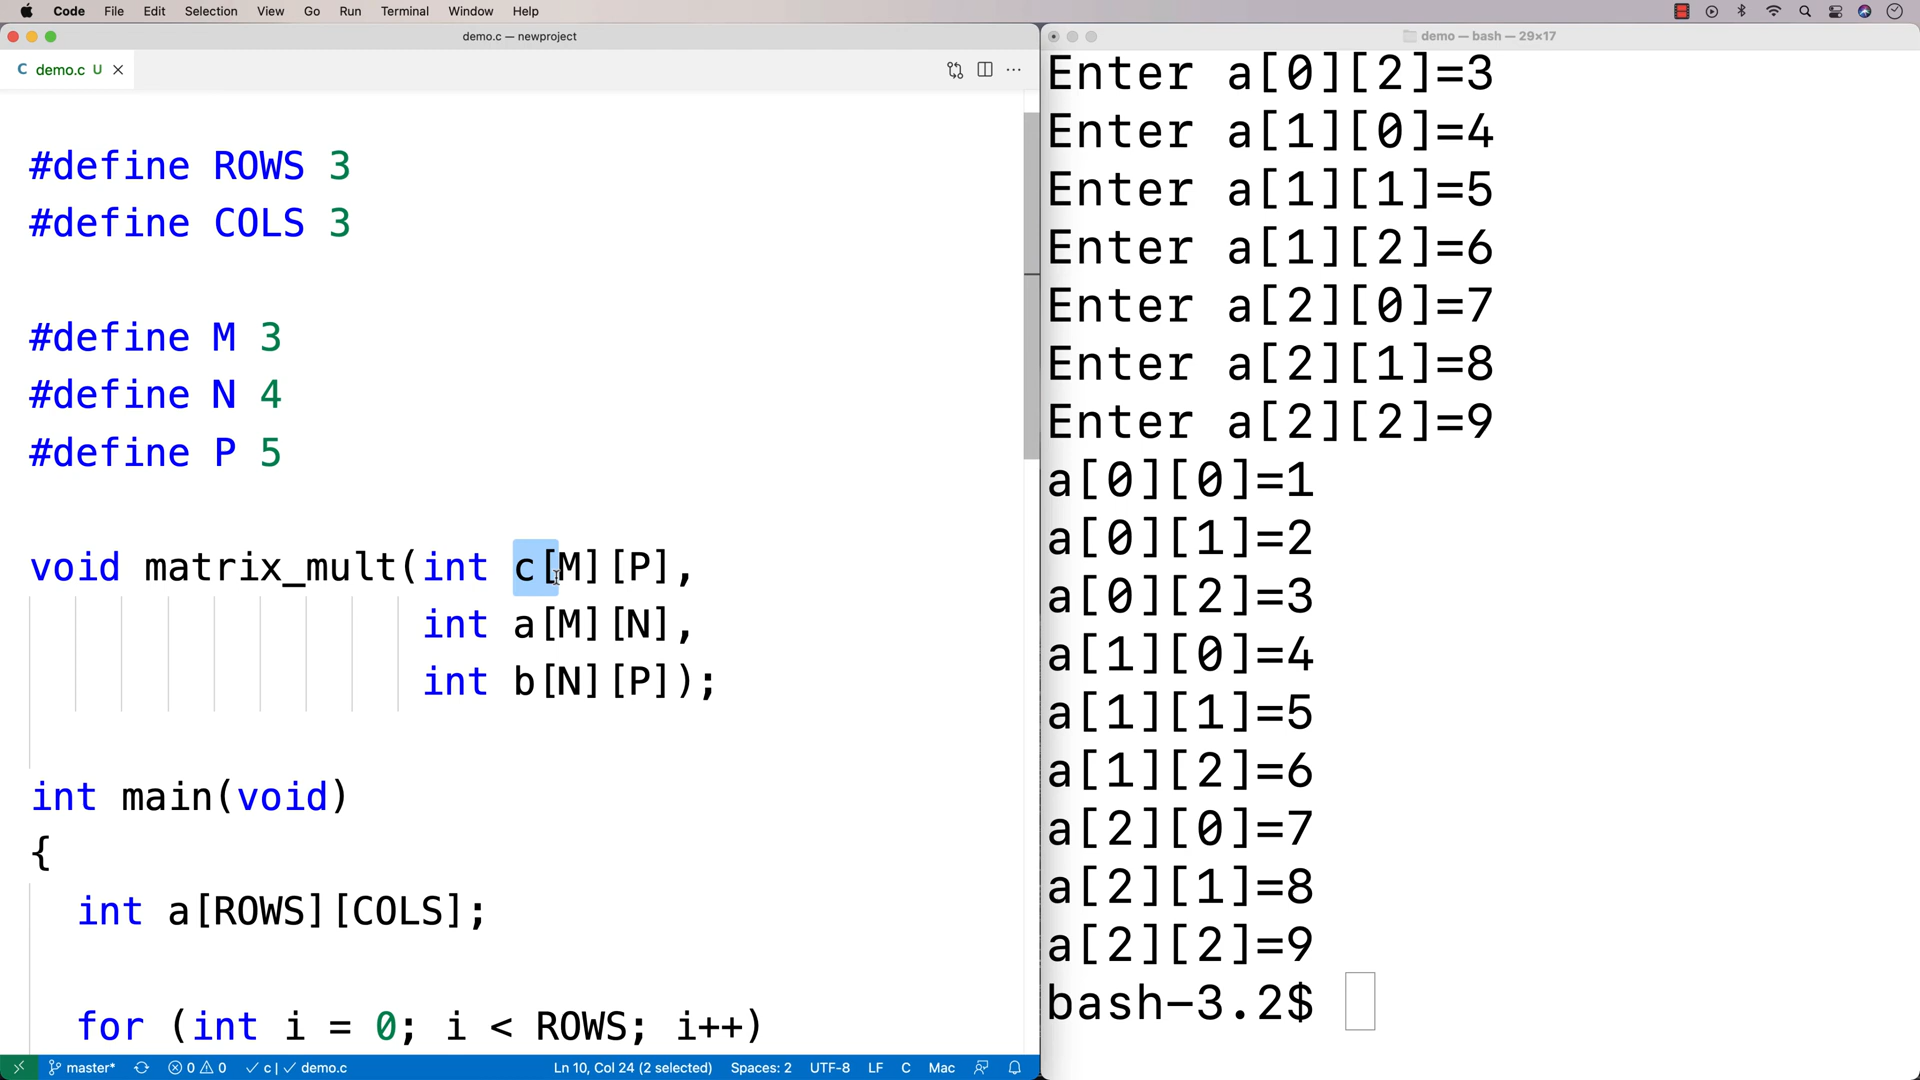 Code File Edit Selection View Go Run Terminal Window Help
demo.c — newproject
C demo.c U
#define ROWS 3
#define COLS 3
#define M 3
#define N 4
#define P 5
void matrix_mult(int c[M][P],
int a[M][N],
int b[N][P]);
int main(void)
{
int a[ROWS][COLS];
for (int i = 0; i < ROWS; i++)
master* 0 0 c | demo.c Ln 10, Col 24 (2 selected) Spaces: 2 UTF-8 LF C Mac
demo — bash — 29×17
Enter a[0][2]=3
Enter a[1][0]=4
Enter a[1][1]=5
Enter a[1][2]=6
Enter a[2][0]=7
Enter a[2][1]=8
Enter a[2][2]=9
a[0][0]=1
a[0][1]=2
a[0][2]=3
a[1][0]=4
a[1][1]=5
a[1][2]=6
a[2][0]=7
a[2][1]=8
a[2][2]=9
bash-3.2$